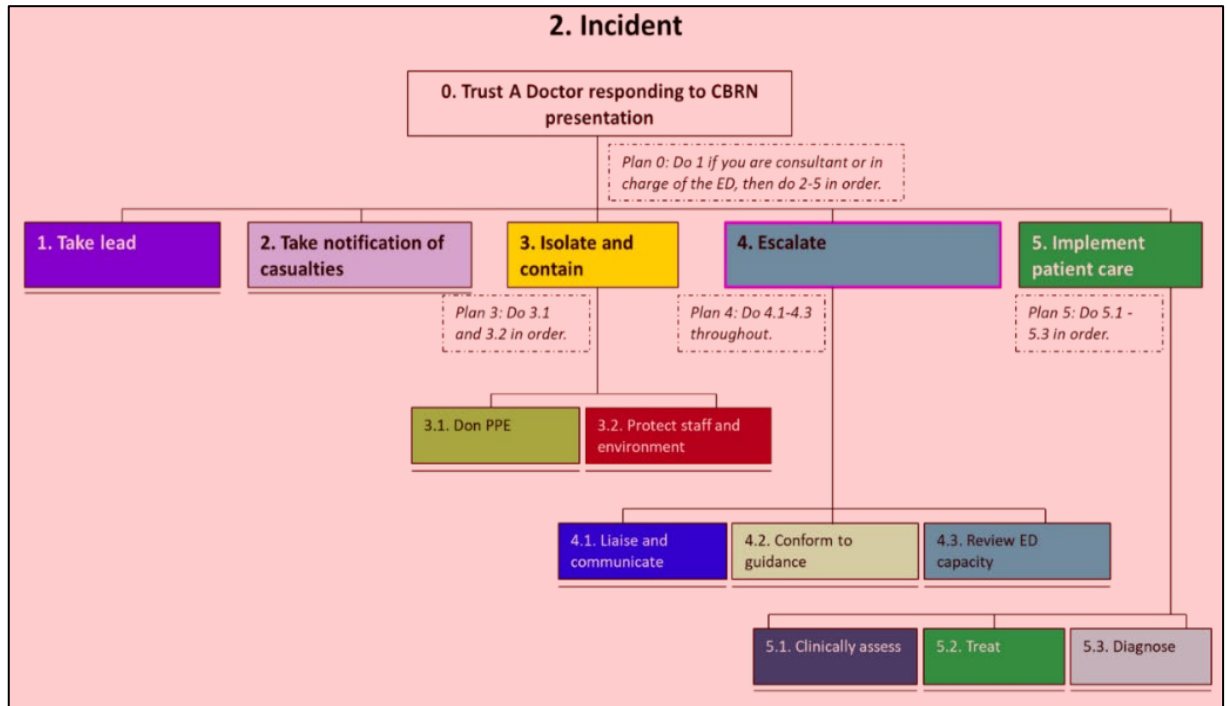 2. Incident
0. Trust A Doctor responding to CBRN
presentation
Plan 0: Do 1 if you are consultant or in
charge of the ED, then do 2-5 in order.
1. Take lead
2. Take notification of
casualties
3. Isolate and
contain
4. Escalate
5. Implement
patient care
Plan 3: Do 3.1
and 3.2 in order.
Plan 4: Do 4.1-4.3
throughout.
Plan 5: Do 5.1 -
5.3 in order.
3.1. Don PPE
3.2. Protect staff and
environment
4.1. Liaise and
communicate
4.2. Conform to
guidance
4.3. Review ED
capacity
5.1. Clinically assess
5.2. Treat
5.3. Diagnose